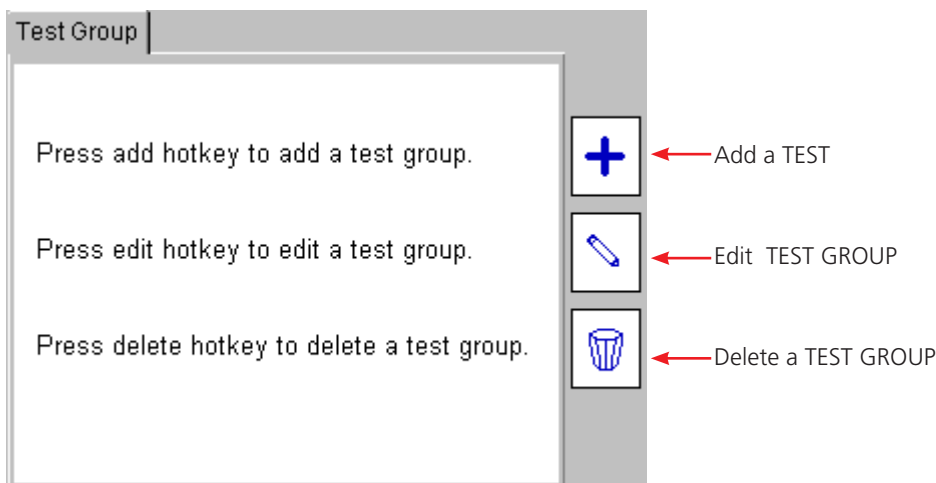 Test Group
Press add hotkey to add a test group.
Add a TEST
Press edit hotkey to edit a test group.
Edit TEST GROUP
Press delete hotkey to delete a test group.
Delete a TEST GROUP